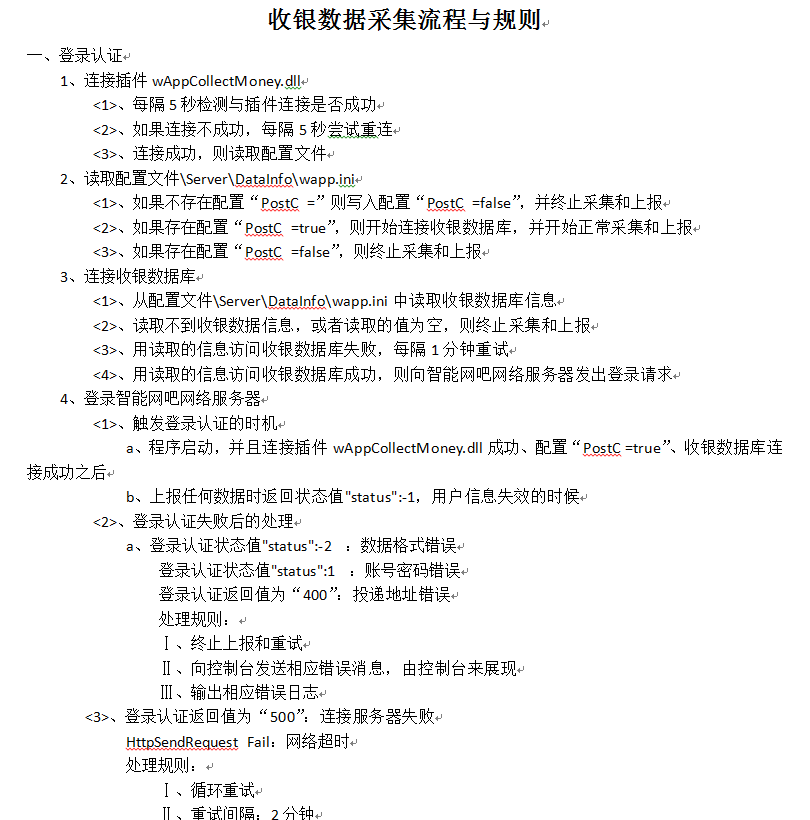 收银数据采集流程与规则
一、登录认证
1、连接插件 wAppCollectMoney.dll
<1>、每隔 5 秒检测与插件连接是否成功
<2>、如果连接不成功，每隔 5 秒尝试重连
<3>、连接成功，则读取配置文件
2、读取配置文件\Server\DataInfo\wapp.ini
<1>、如果不存在配置“PostC =”则写入配置“PostC =false”，并终止采集和上报
<2>、如果存在配置“PostC =true”，则开始连接收银数据库，并开始正常采集和上报
<3>、如果存在配置“PostC =false”，则终止采集和上报
3、连接收银数据库
<1>、从配置文件\Server\DataInfo\wapp.ini 中读取收银数据库信息
<2>、读取不到收银数据信息，或者读取的值为空，则终止采集和上报
<3>、用读取的信息访问收银数据库失败，每隔 1 分钟重试
<4>、用读取的信息访问收银数据库成功，则向智能网吧网络服务器发出登录请求
4、登录智能网吧网络服务器
<1>、触发登录认证的时机
a、程序启动，并且连接插件 wAppCollectMoney.dll 成功、配置“PostC =true”、收银数据库连
接成功之后
b、上报任何数据时返回状态值"status":-1，用户信息失效的时候
<2>、登录认证失败后的处理
a、登录认证状态值"status":-2 ：数据格式错误
登录认证状态值"status":1 ：账号密码错误
登录认证返回值为“400”：投递地址错误
处理规则：
Ⅰ、终止上报和重试
Ⅱ、向控制台发送相应错误消息，由控制台来展现
Ⅲ、输出相应错误日志
<3>、登录认证返回值为“500”：连接服务器失败
HttpSendRequest Fail：网络超时
处理规则：
Ⅰ、循环重试
Ⅱ、重试间隔：2 分钟